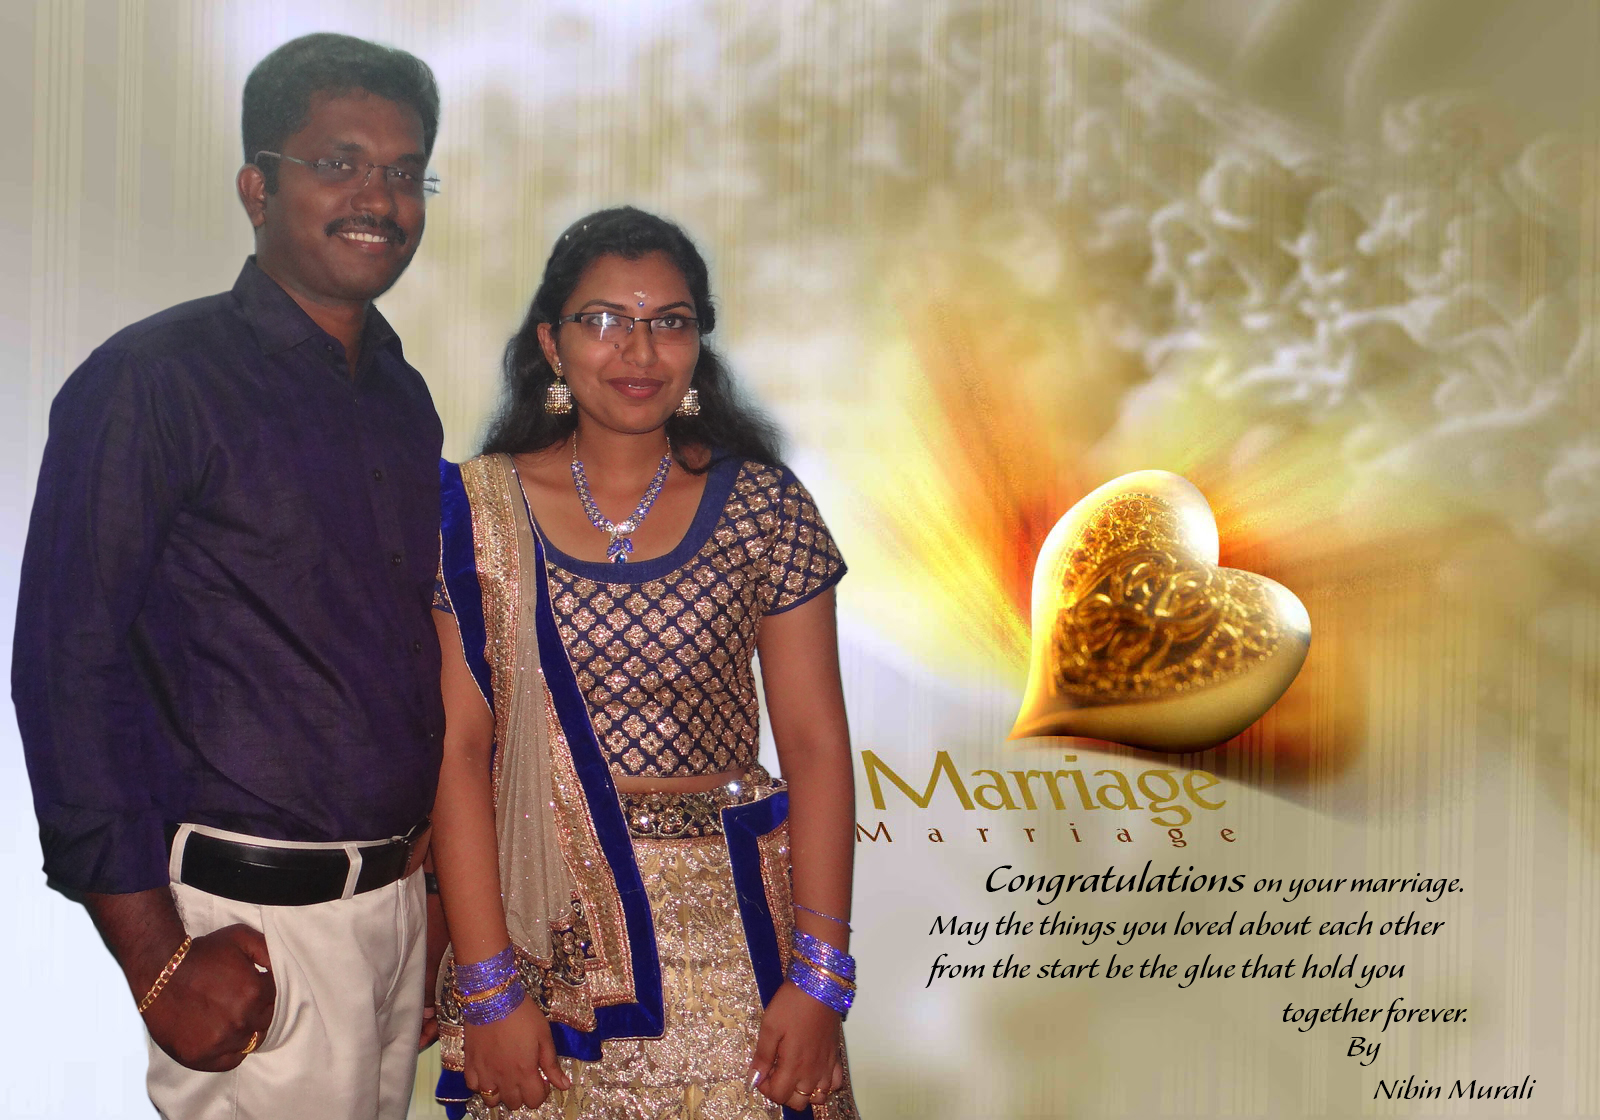 Marriage
Marriage
Congratulations on your marriage.
May the things you loved about each other
from the start be the glue that hold you
together forever.
By
Nibin Murali